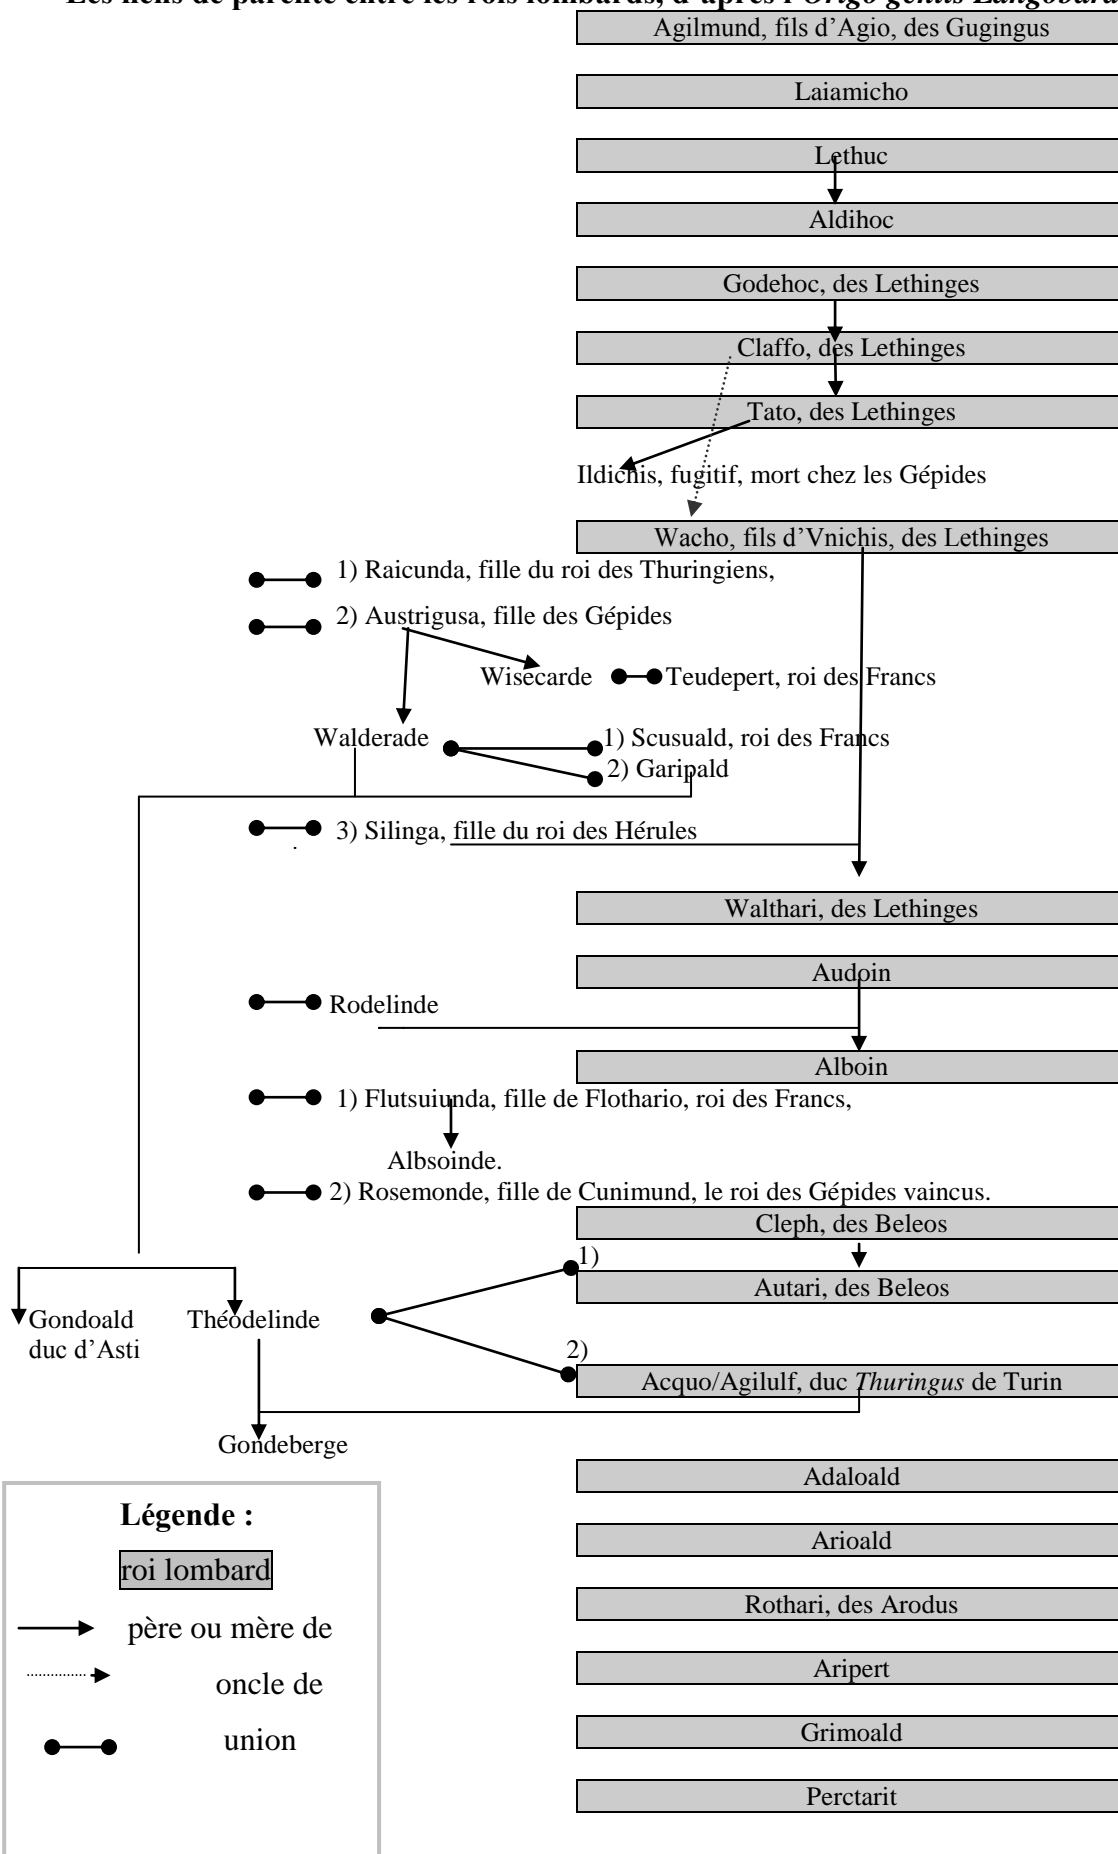 Les liens de parenté entre les rois lombards, d'après l'Origo gentis Langobard
Agilmund, fils d'Agio, des Gugingus
Laiamicho
Lethuc
Aldihoc
Godehoc, des Lethinges
Claffo, des Lethinges
Tato, des Lethinges
Ildichis, fugitif, mort chez les Gépides
Wacho, fils d'Vnichis, des Lethinges
1) Raicunda, fille du roi des Thuringiens,
2) Austrigusa, fille des Gépides
Wisecarde Teudepert, roi des Francs
Walderade
1) Scusuald, roi des Francs
2) Garipald
3) Silinga, fille du roi des Hérules
Walthari, des Lethinges
Audoin
Rodelinde
Alboin
1) Flutsuiunda, fille de Flothario, roi des Francs,
Albsoinde.
2) Rosemonde, fille de Cunimund, le roi des Gépides vaincus.
Cleph, des Beleos
1)
Autari, des Beleos
Gondoald
duc d'Asti
Théodelinde
2)
Acquo/Agilulf, duc Thuringus de Turin
Gondeberge
Adaloald
Arioald
Rothari, des Arodus
Aripert
Grimoald
Perctarit
Légende :
roi lombard
père ou mère de
oncle de
union